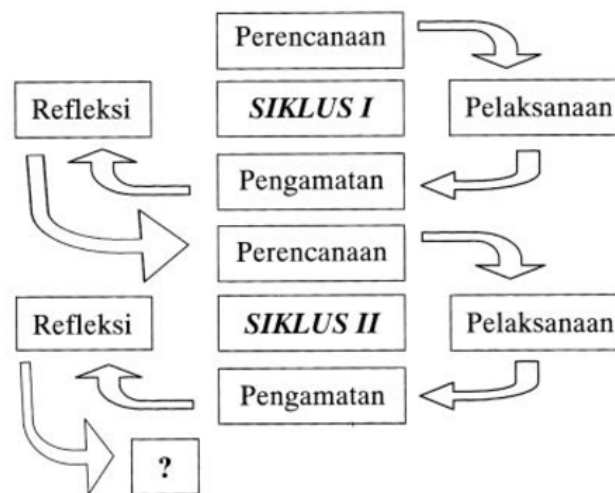 Perencanaan
Refleksi
SIKLUS I
Pelaksanaan
Pengamatan
Perencanaan
Refleksi
SIKLUS II
Pelaksanaan
Pengamatan
?